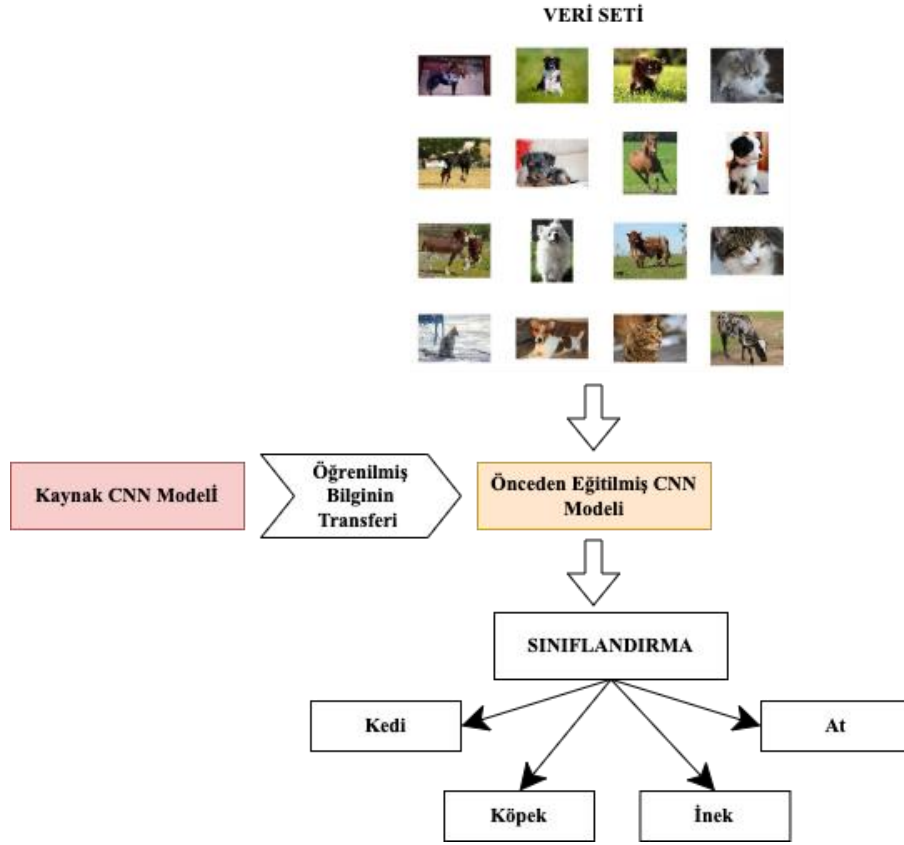 VERİ SETİ
Kaynak CNN Modelİ
Öğrenilmiş
Bilginin
Transferi
Önceden Eğitilmiş CNN
Modeli
SINIFLANDIRMA
Kedi
At
Köpek
İnek